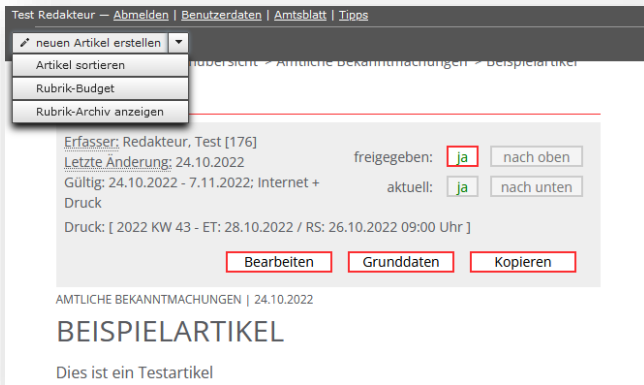 Test Redakteur — Abmelden | Benutzerdaten | Amtsblatt | Tipps
neuen Artikel erstellen
> Amtliche Bekanntmachungen > Beispielartikel
Artikel sortieren
Rubrik-Budget
Rubrik-Archiv anzeigen
Erfasser: Redakteur, Test [176]
Letzte Änderung: 24.10.2022
freigegeben: ja nach oben
Gültig: 24.10.2022 - 7.11.2022; Internet +
Druck
aktuell: ja nach unten
Druck: [ 2022 KW 43 - ET: 28.10.2022 / RS: 26.10.2022 09:00 Uhr ]
Bearbeiten Grunddaten Kopieren
AMTLICHE BEKANNTMACHUNGEN | 24.10.2022
BEISPIELARTIKEL
Dies ist ein Testartikel